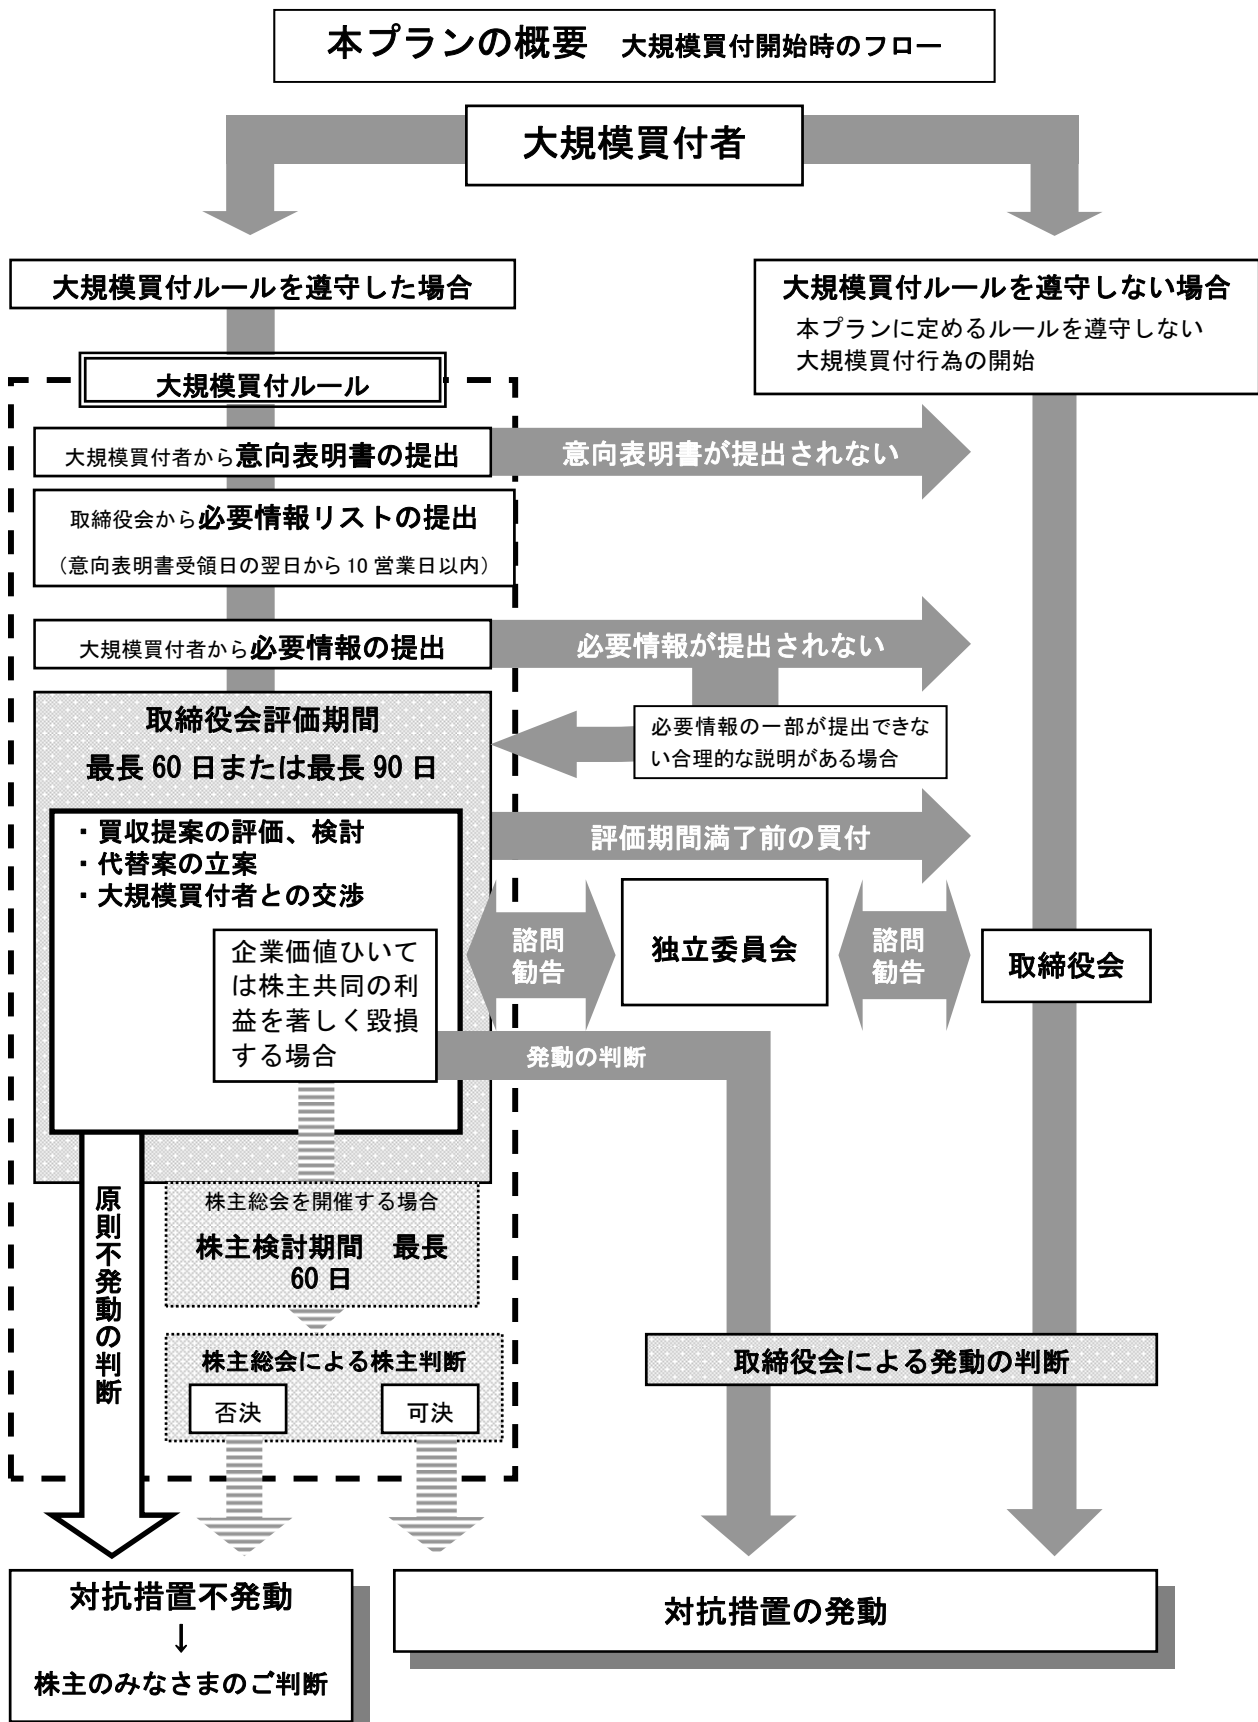 本プランの概要　大規模買付開始時のフロー
大規模買付者
大規模買付ルールを遵守した場合
大規模買付ルールを遵守しない場合
本プランに定めるルールを遵守しない
大規模買付行為の開始
大規模買付ルール
大規模買付者から意向表明書の提出
意向表明書が提出されない
取締役会から必要情報リストの提出
（意向表明書受領日の翌日から 10 営業日以内）
大規模買付者から必要情報の提出
必要情報が提出されない
取締役会評価期間
最長 60 日または最長 90 日
必要情報の一部が提出できな
い合理的な説明がある場合
・買収提案の評価、検討
・代替案の立案
・大規模買付者との交渉
評価期間満了前の買付
企業価値ひいて
は株主共同の利
益を著しく毀損
する場合
諮問
勧告
独立委員会
諮問
勧告
取締役会
発動の判断
原則不発動の判断
株主総会を開催する場合
株主検討期間　最長
60 日
株主総会による株主判断
否決
可決
取締役会による発動の判断
対抗措置不発動
↓
株主のみなさまのご判断
対抗措置の発動